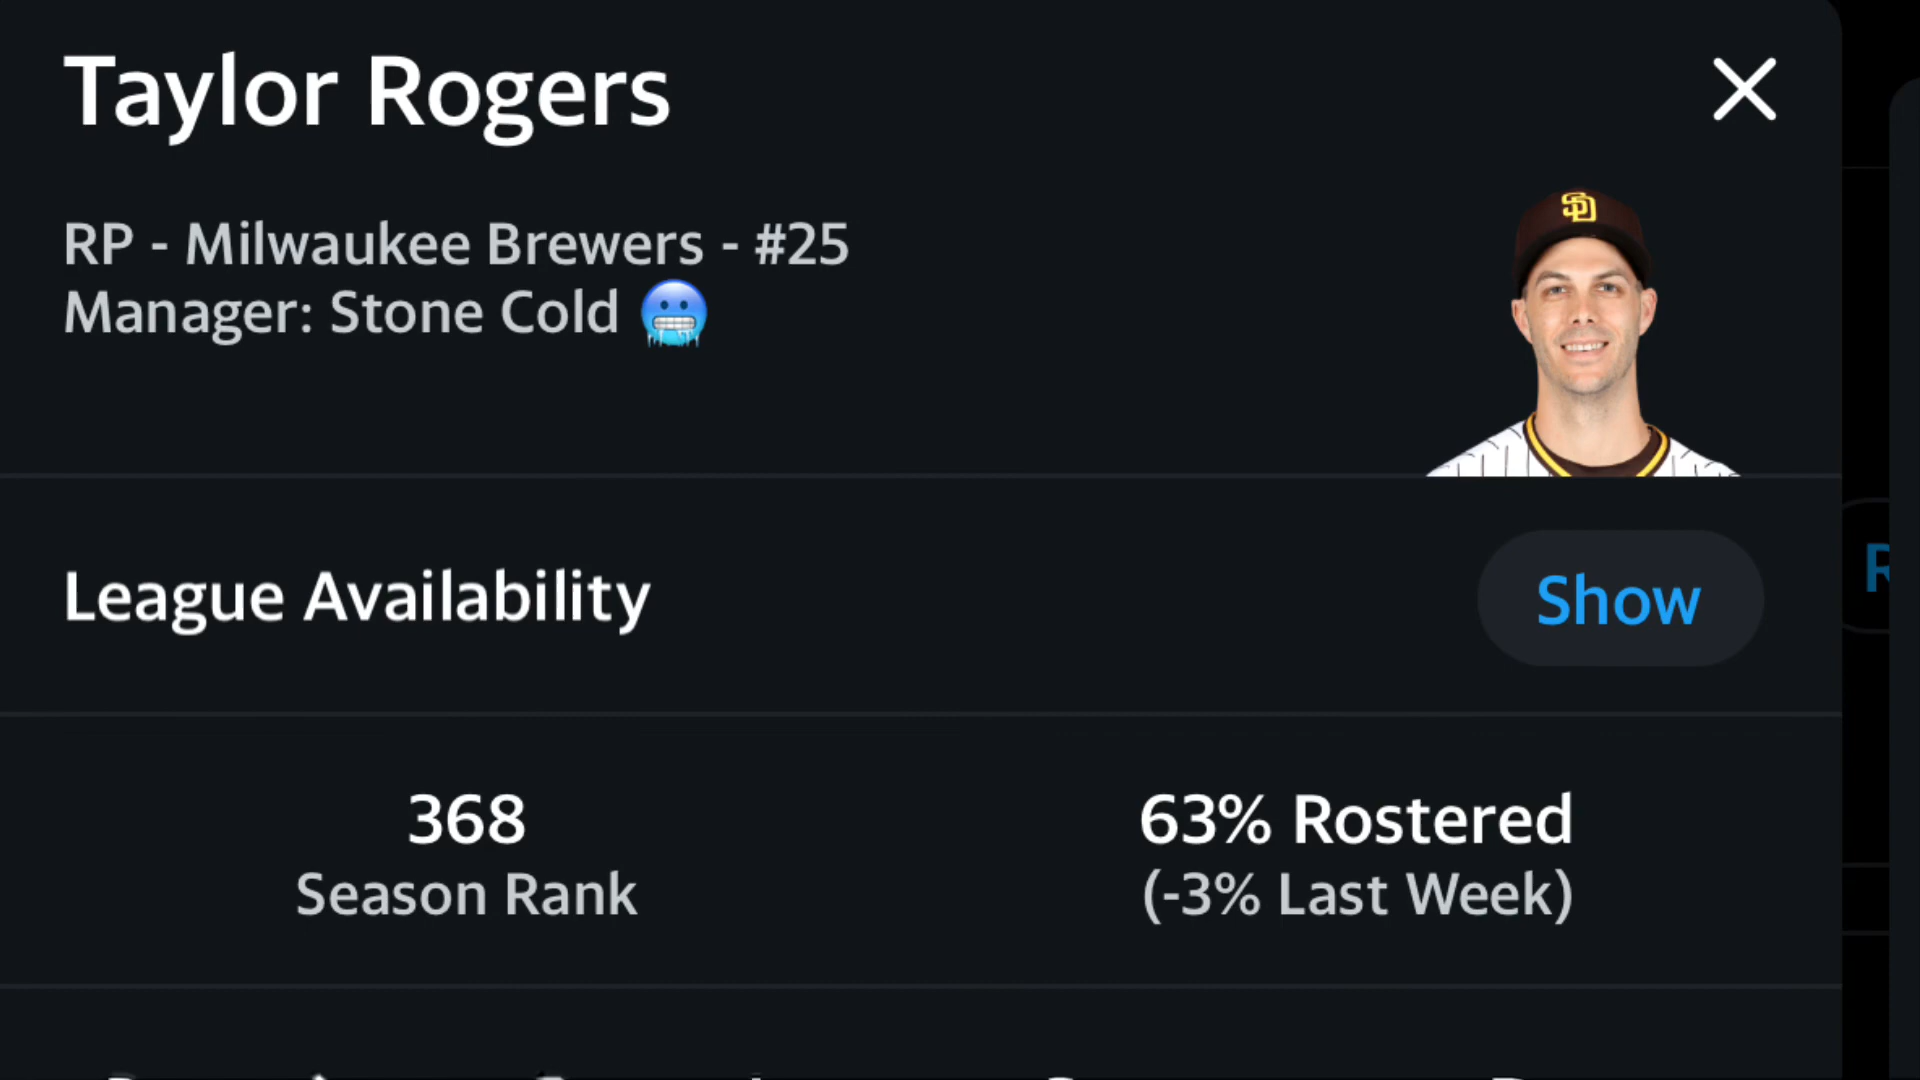 Taylor Rogers
RP - Milwaukee Brewers - #25
Manager: Stone Cold 🥶
SD
League Availability
Show
R
368
Season Rank
63% Rostered
(-3% Last Week)